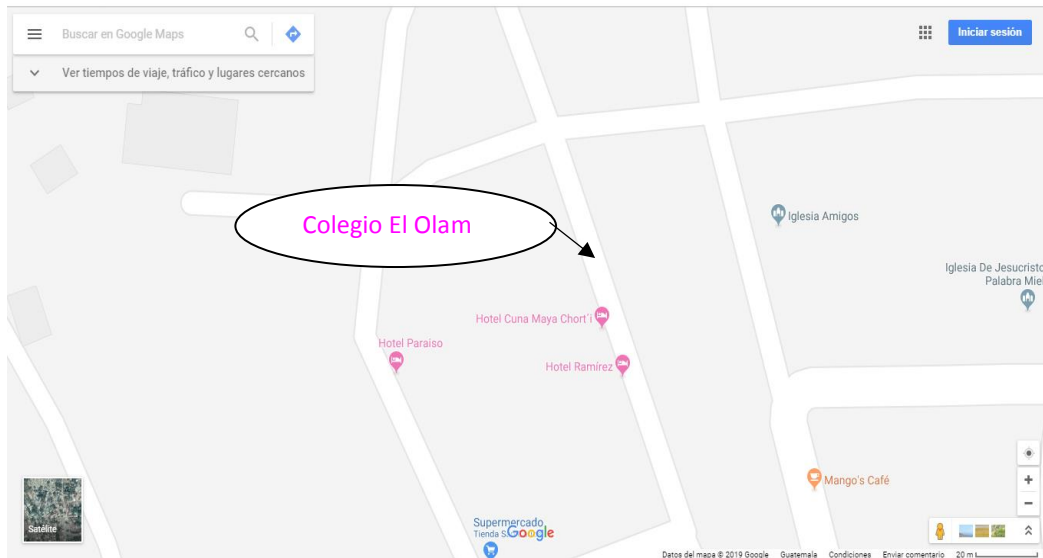 Buscar en Google Maps
Iniciar sesión
Ver tiempos de viaje, tráfico y lugares cercanos
Colegio El Olam
Iglesia Amigos
Iglesia De Jesucristo
Palabra Miel
Hotel Cuna Maya Chort´i
Hotel Paraiso
Hotel Ramírez
Mango's Café
Satélite
Supermercado,
Tienda S
Google
Datos del mapa © 2019 Google Guatemala Condiciones Enviar comentario 20 m